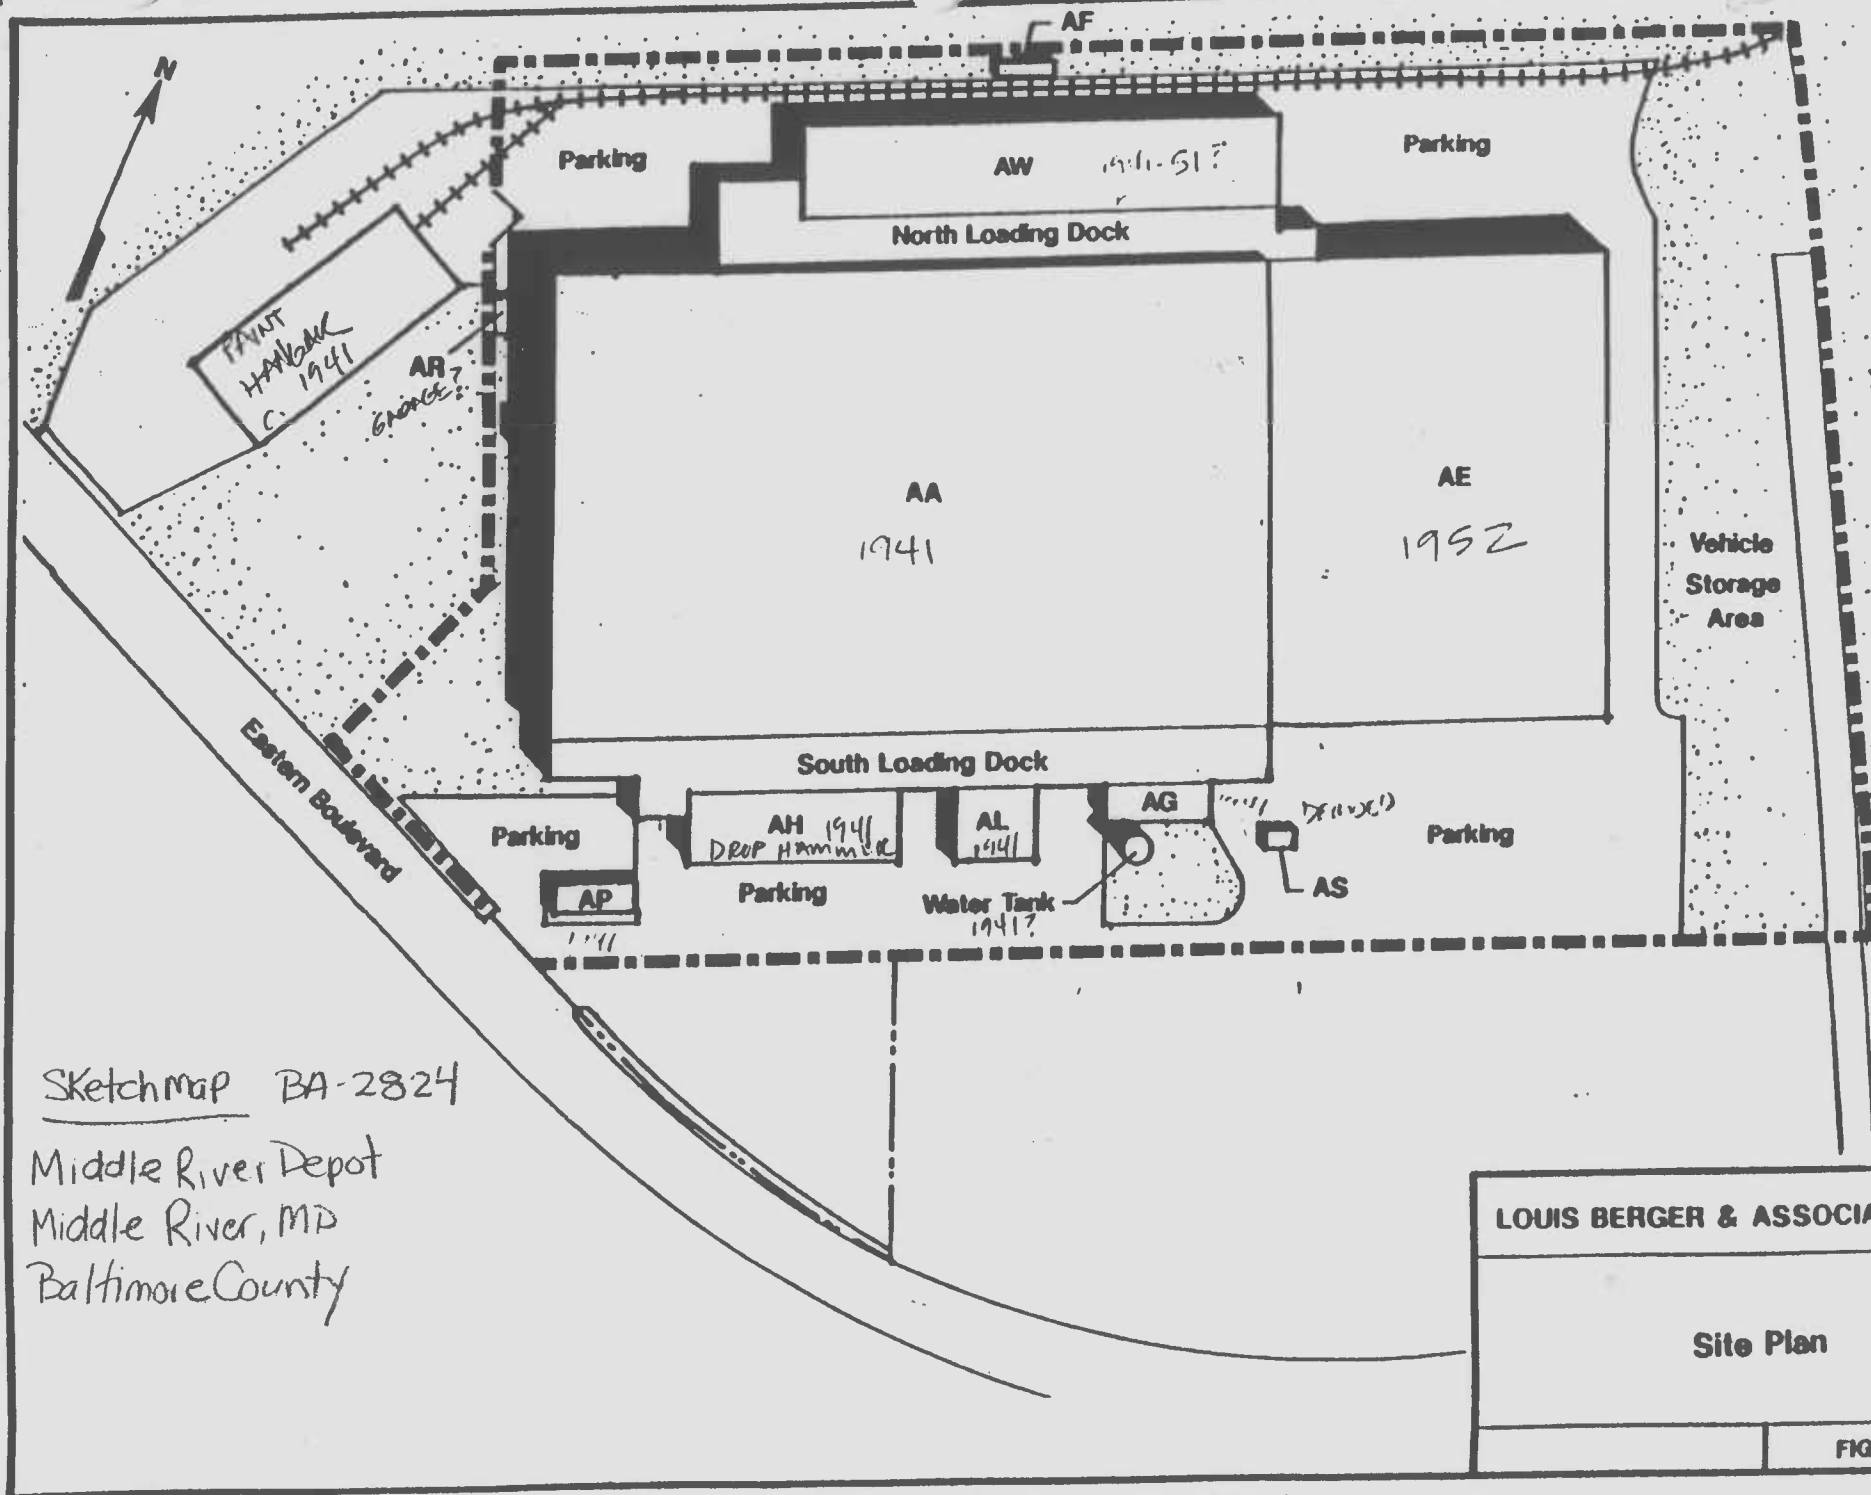 AF
N
Parking
AW
Parking
North Loading Dock
PAINT
HANGAR
1941
C.
AR
AA
1941
AE
1952
Vehicle
Storage
Area
Eastern Boulevard
South Loading Dock
Parking
AH 1941
DROP HAMMER
AL
1941
AG
Parking
AP
Parking
Water Tank
1941?
AS
Sketch map BA-2824
Middle River Depot
Middle River, MD
Baltimore County
LOUIS BERGER & ASSOCIA
Site Plan
FIG